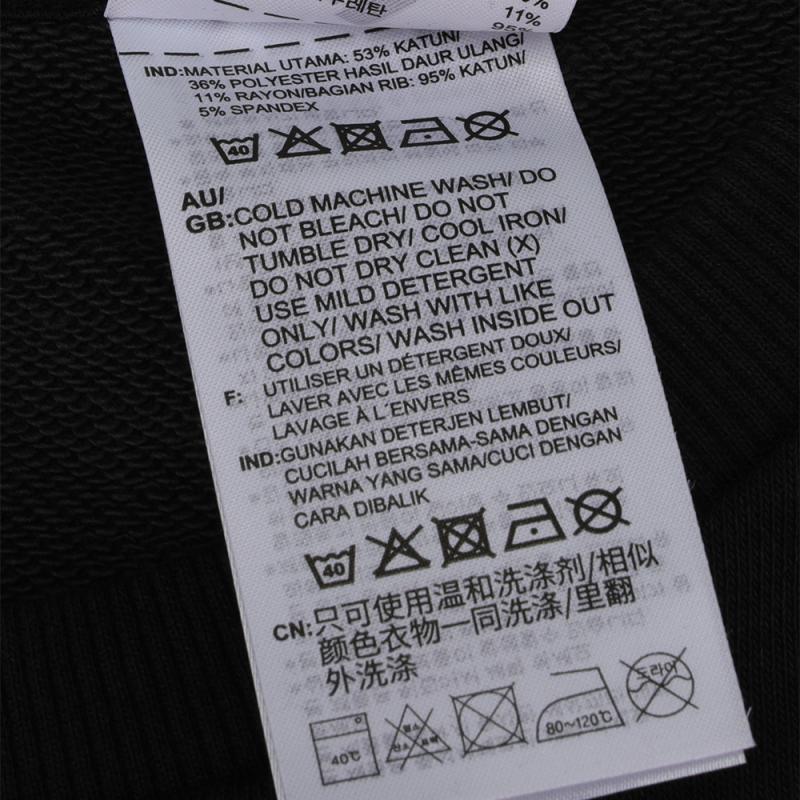 11%
95%
IND:MATERIAL UTAMA: 53% KATUN/
36% POLYESTER HASIL DAUR ULANG/
11% RAYON/BAGIAN RIB: 95% KATUN/
5% SPANDEX
40
AU/
GB:COLD MACHINE WASH/ DO
NOT BLEACH/ DO NOT
TUMBLE DRY/ COOL IRON/
DO NOT DRY CLEAN (X)
USE MILD DETERGENT
ONLY/ WASH WITH LIKE
COLORS/ WASH INSIDE OUT
F: UTILISER UN DÉTERGENT DOUX/
LAVER AVEC LES MÊMES COULEURS/
LAVAGE À L´ENVERS
IND:GUNAKAN DETERJEN LEMBUT/
CUCILAH BERSAMA-SAMA DENGAN
WARNA YANG SAMA/CUCI DENGAN
CARA DIBALIK
40
CN:只可使用温和洗涤剂/相似
颜色衣物一同洗涤/里翻
外洗涤
40℃ 80~120℃ 드라이